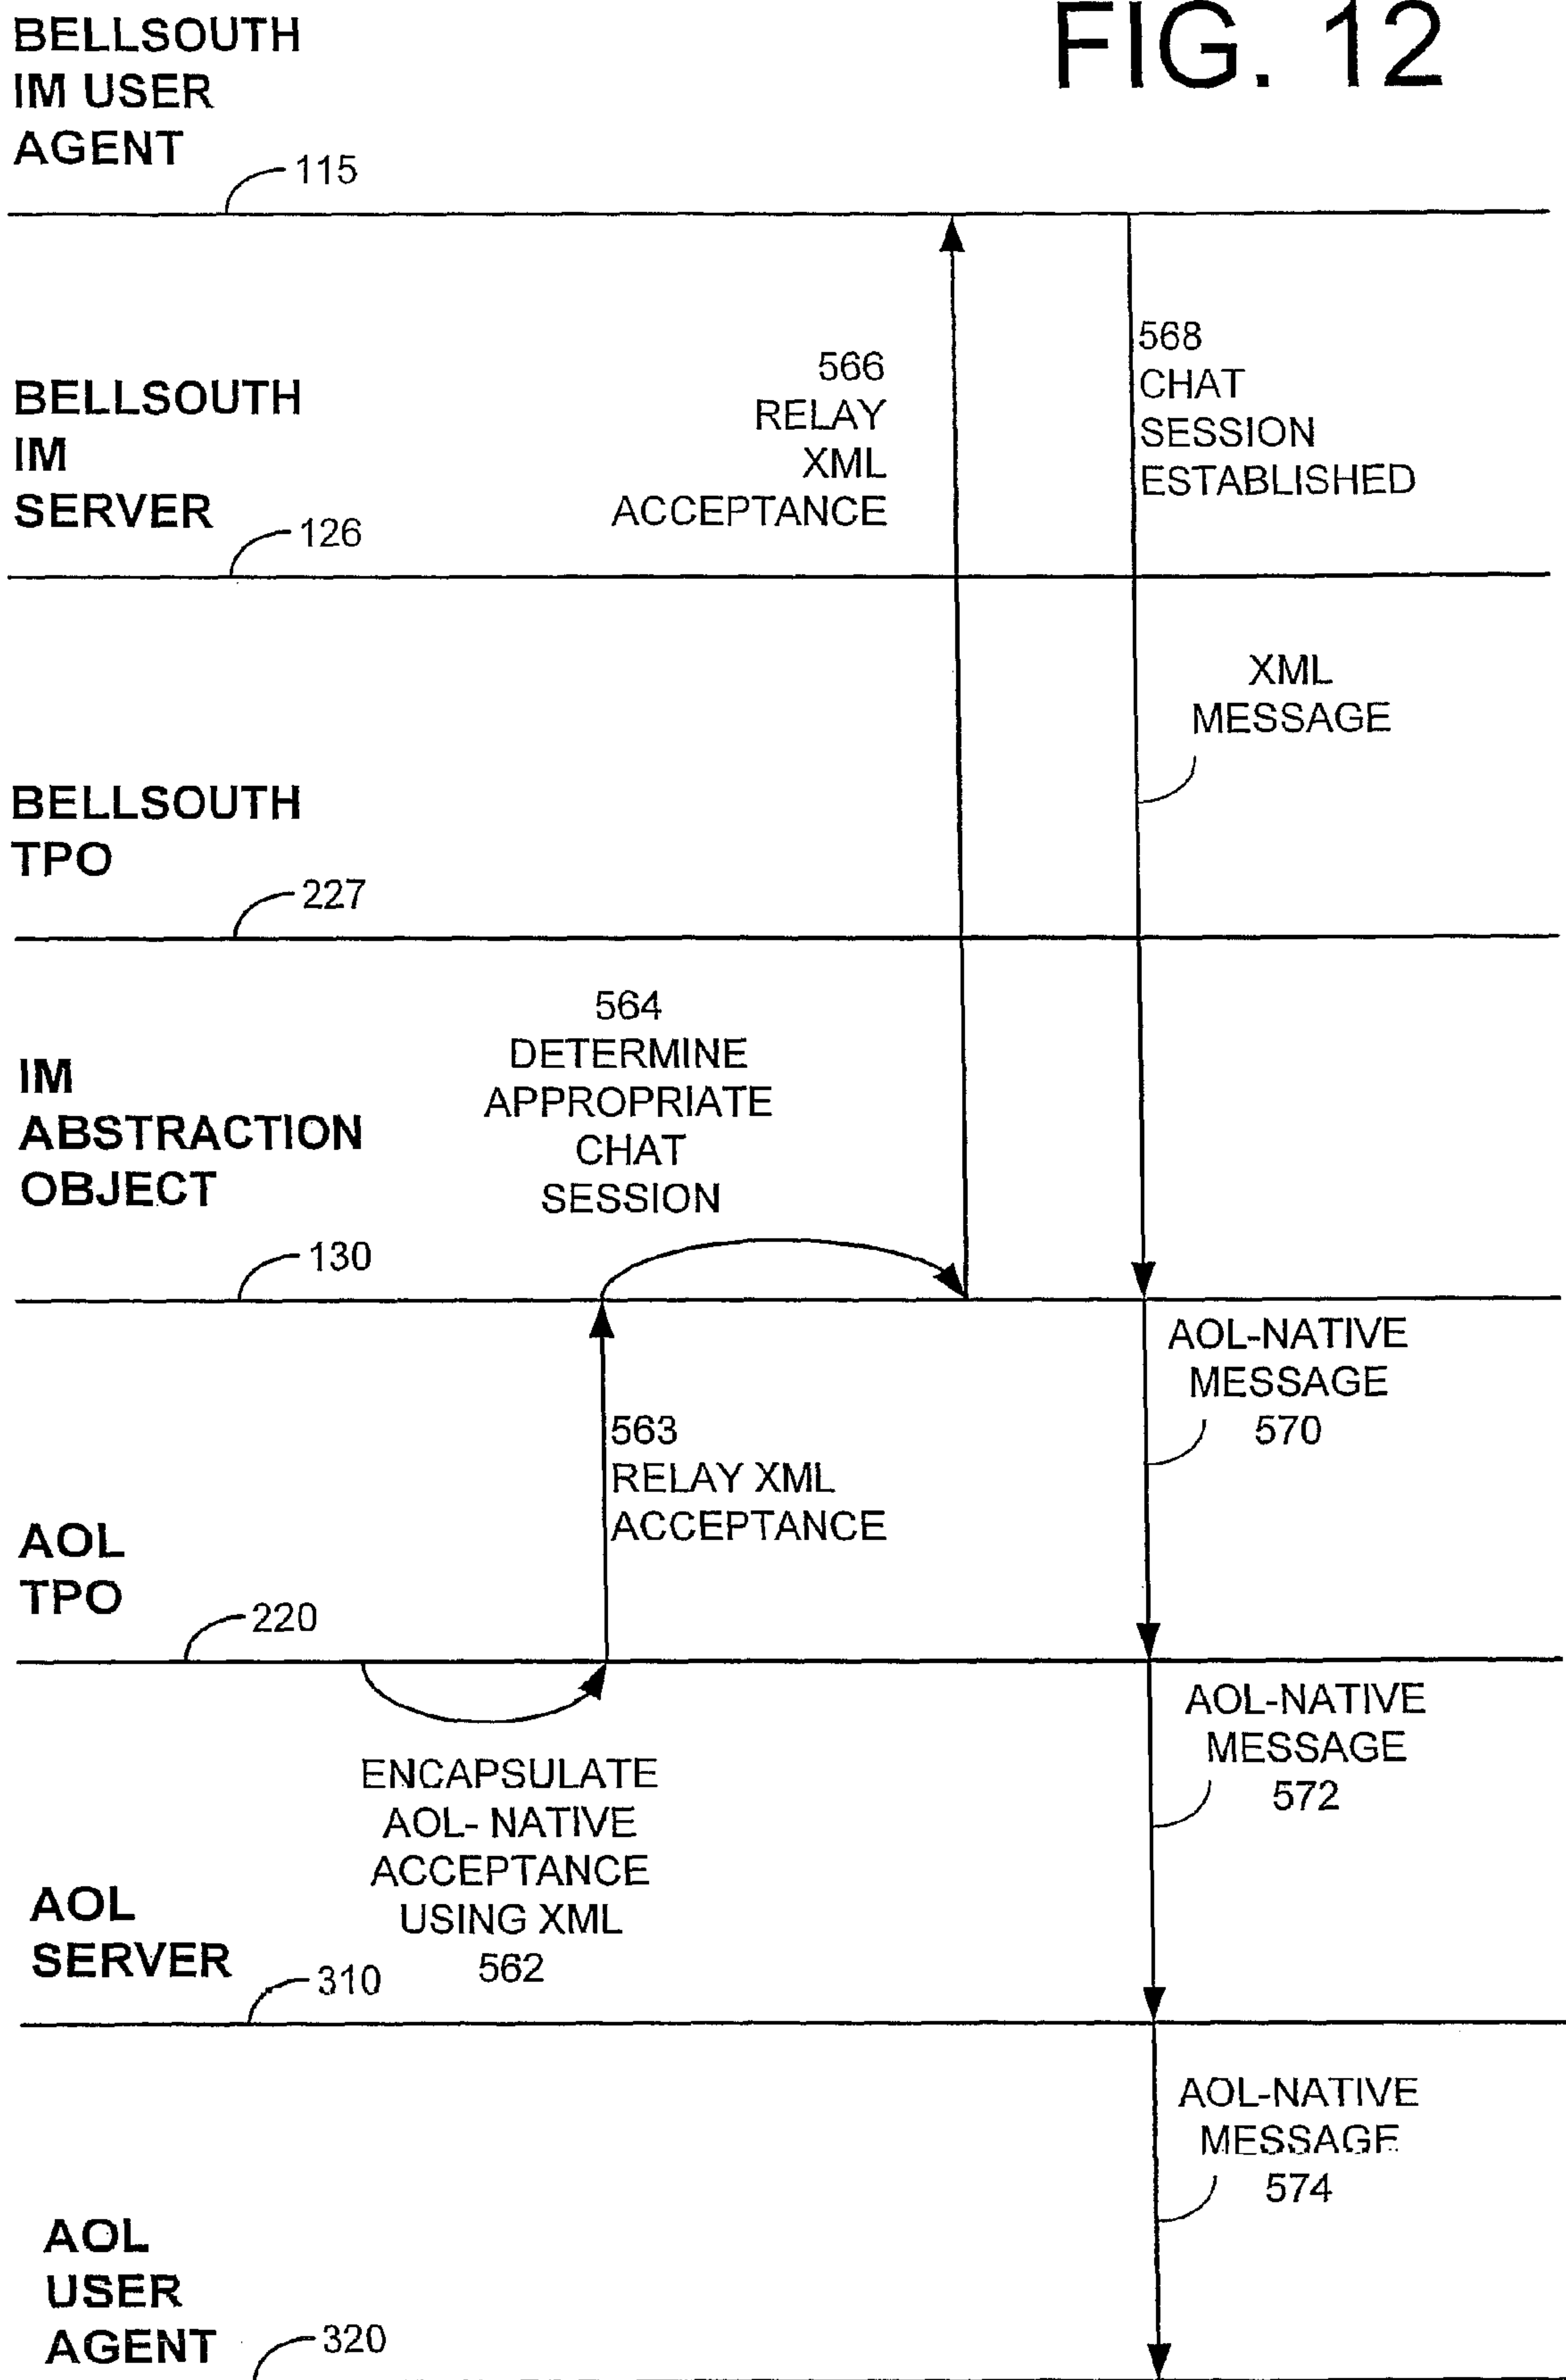 FIG. 12
BELLSOUTH
IM USER
AGENT
115
566
RELAY
XML
ACCEPTANCE
568
CHAT
SESSION
ESTABLISHED
BELLSOUTH
IM
SERVER
126
XML
MESSAGE
BELLSOUTH
TPO
227
564
DETERMINE
APPROPRIATE
CHAT
SESSION
IM
ABSTRACTION
OBJECT
130
AOL-NATIVE
MESSAGE
570
563
RELAY XML
ACCEPTANCE
AOL
TPO
220
AOL-NATIVE
MESSAGE
572
ENCAPSULATE
AOL- NATIVE
ACCEPTANCE
USING XML
562
AOL
SERVER
310
AOL-NATIVE
MESSAGE
574
AOL
USER
AGENT
320